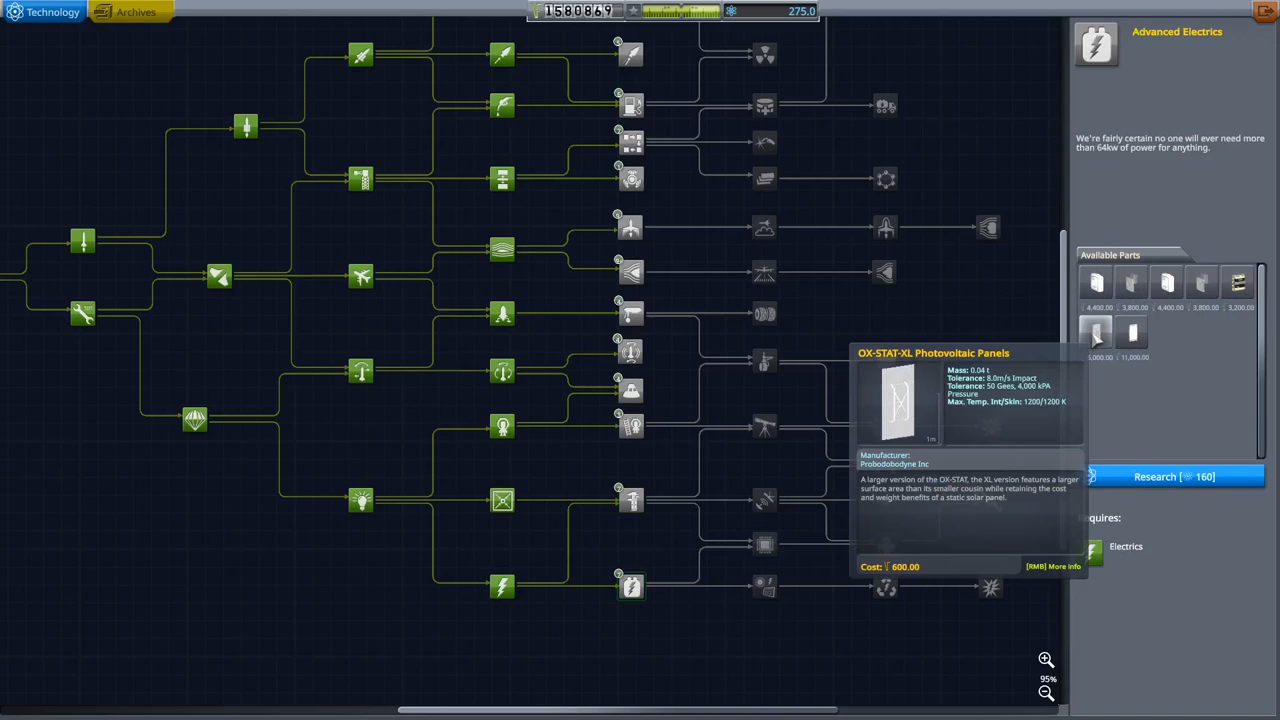 Technology
Archives
1580869
275.0
Advanced Electrics
We're fairly certain no one will ever need more
than 64kw of power for anything.
Available Parts
4,400.00
3,800.00
4,400.00
3,800.00
3,200.00
11,000.00
OX-STAT-XL Photovoltaic Panels
Mass: 0.04 t
Tolerance: 8.0m/s Impact
Tolerance: 50 Gees, 4,000 kPA
Pressure
Max. Temp. Int/Skin: 1200/1200 K
1m
Manufacturer:
Probodobodyne Inc
A larger version of the OX-STAT, the XL version features a larger
surface area than its smaller cousin while retaining the cost
and weight benefits of a static solar panel.
Cost: 600.00
[RMB] More info
Research [160]
Requires:
Electrics
95%